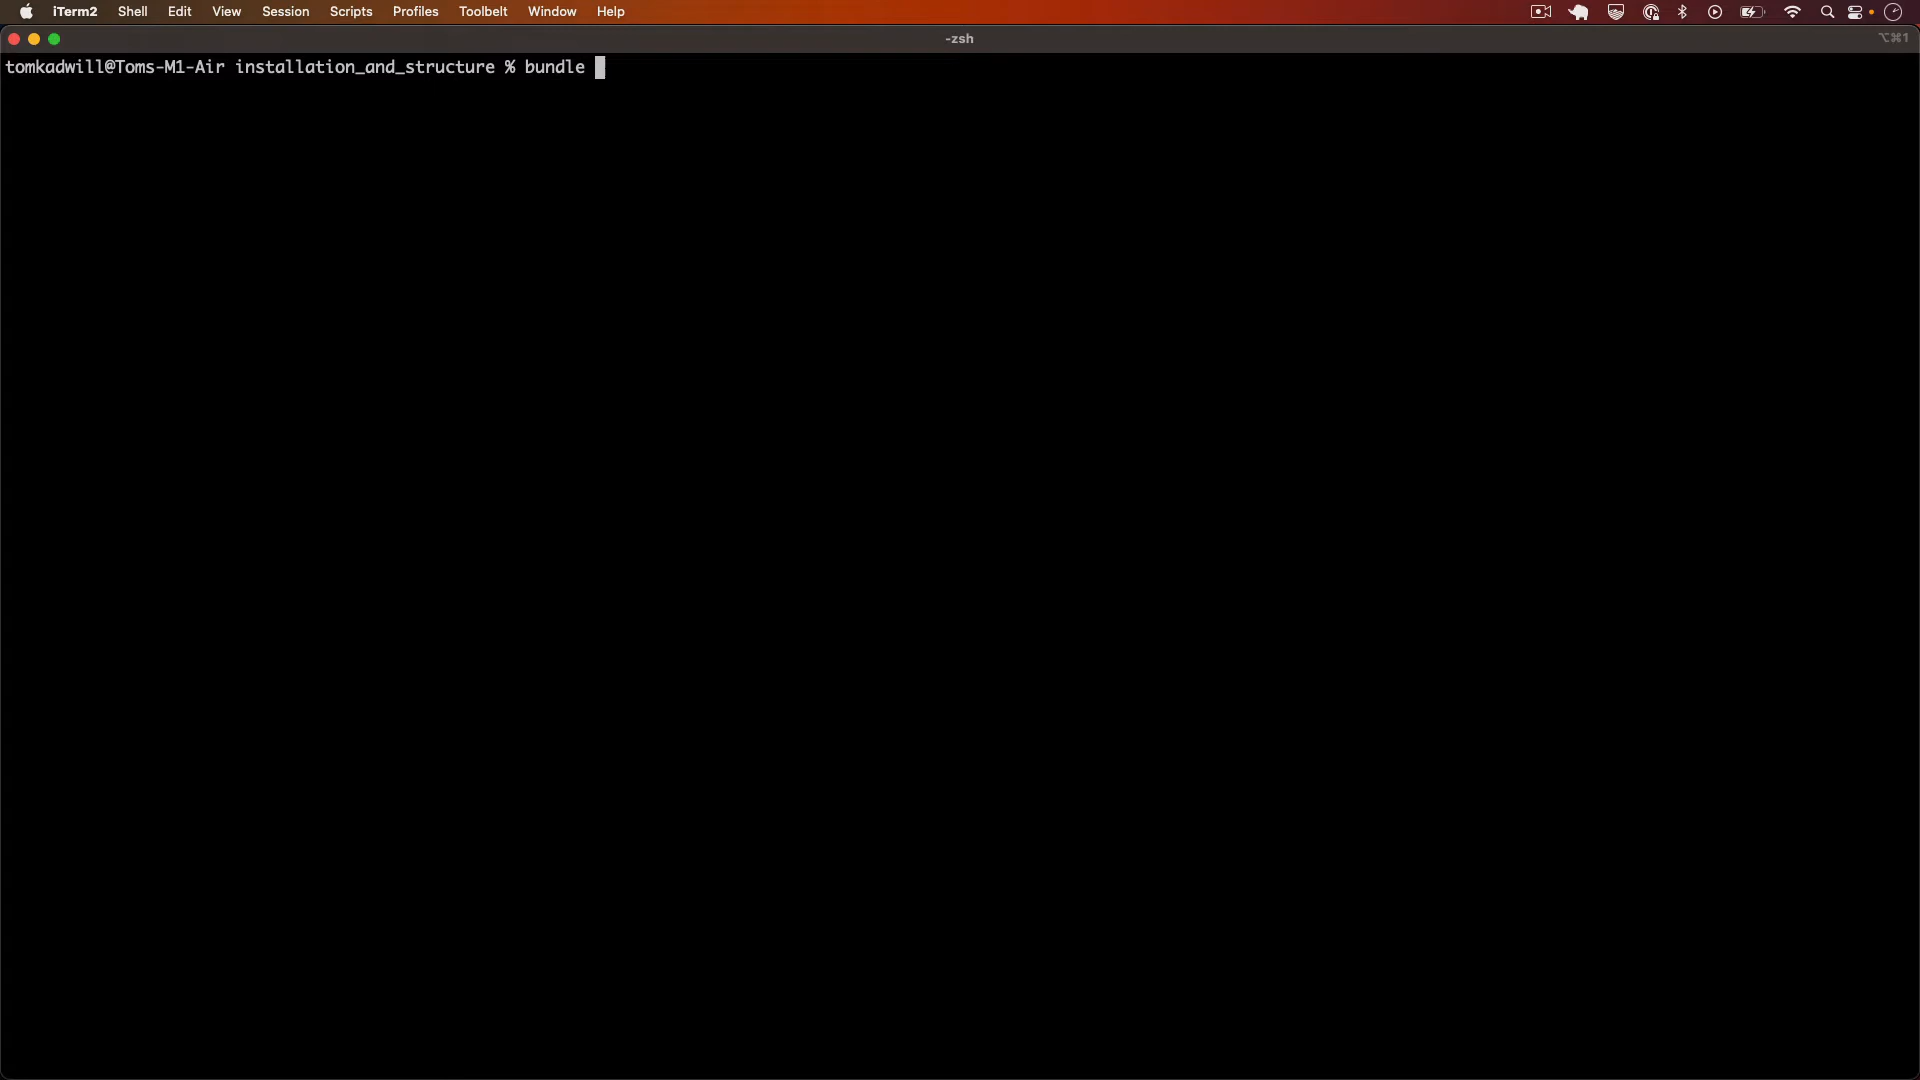 iTerm2 Shell Edit View Session Scripts Profiles Toolbelt Window Help
-zsh
⌥⌘1
tomkadwill@Toms-M1-Air installation_and_structure % bundle